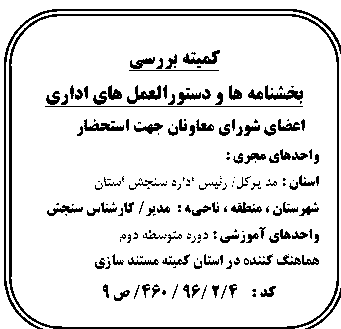 کمیته بررسی
بخشنامه ها و دستورالعمل های اداری
اعضای شورای معاونان جهت استحضار
واحدهای مجری :
استان : مدیرکل/ رئیس اداره سنجش استان
شهرستان ، منطقه ، ناحیه : مدیر/ کارشناس سنجش
واحدهای آموزشی : دوره متوسطه دوم
هماهنگ کننده در استان کمیته مستند سازی
کد : ۴ /۲ /۹۶ / ۴۶۰/ ص ۹